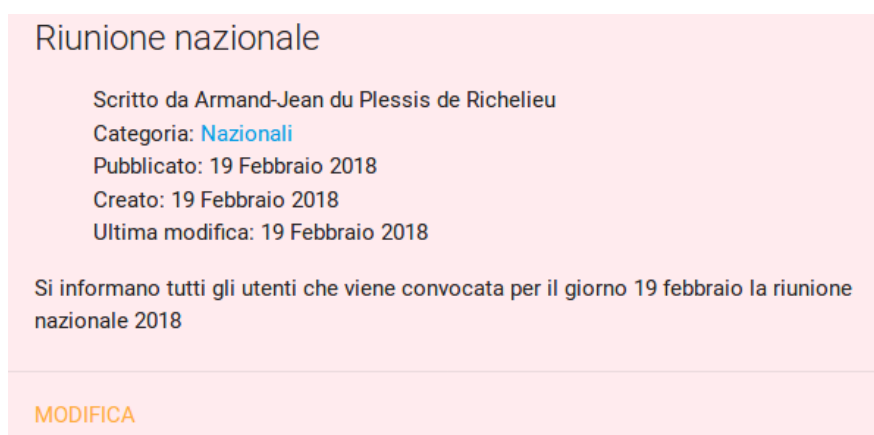 Riunione nazionale
Scritto da Armand-Jean du Plessis de Richelieu
Categoria: Nazionali
Pubblicato: 19 Febbraio 2018
Creato: 19 Febbraio 2018
Ultima modifica: 19 Febbraio 2018
Si informano tutti gli utenti che viene convocata per il giorno 19 febbraio la riunione
nazionale 2018
MODIFICA